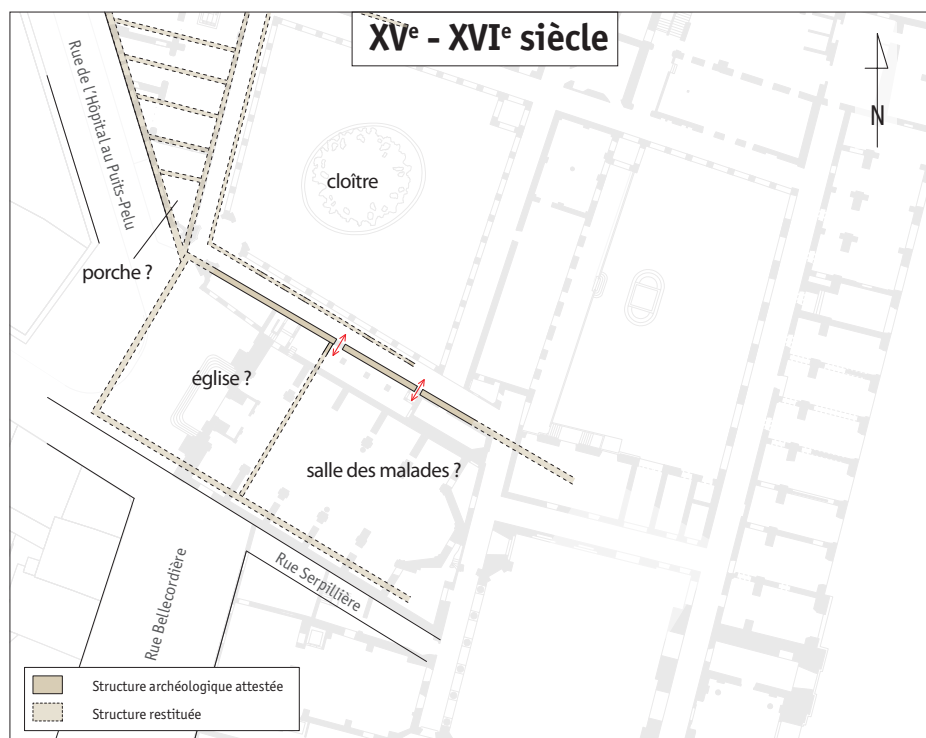 XVe - XVIe siècle
Rue de l'Hôpital au Puits-Pelu
N
cloître
porche ?
église ?
salle des malades ?
Rue Serpillière
Rue Bellecordière
Structure archéologique attestée
Structure restituée